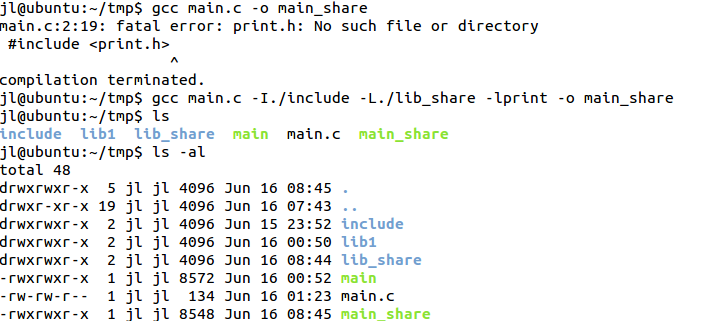 jl@ubuntu:~/tmp$ gcc main.c -o main_share
main.c:2:19: fatal error: print.h: No such file or directory
 #include <print.h>
                   ^
compilation terminated.
jl@ubuntu:~/tmp$ gcc main.c -I./include -L./lib_share -lprint -o main_share
jl@ubuntu:~/tmp$ ls
include  lib1  lib_share  main  main.c  main_share
jl@ubuntu:~/tmp$ ls -al
total 48
drwxrwxr-x  5 jl jl 4096 Jun 16 08:45 .
drwxr-xr-x 19 jl jl 4096 Jun 16 07:43 ..
drwxrwxr-x  2 jl jl 4096 Jun 15 23:52 include
drwxrwxr-x  2 jl jl 4096 Jun 16 00:50 lib1
drwxrwxr-x  2 jl jl 4096 Jun 16 08:44 lib_share
-rwxrwxr-x  1 jl jl 8572 Jun 16 00:52 main
-rw-rw-r--  1 jl jl  134 Jun 16 01:23 main.c
-rwxrwxr-x  1 jl jl 8548 Jun 16 08:45 main_share